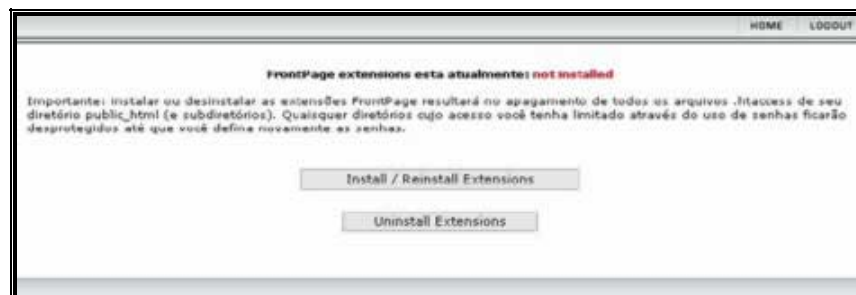 HOME LOGOUT
FrontPage extensions esta atualmente: not installed
Importante: instalar ou desinstalar as extensões FrontPage resultará no apagamento de todos os arquivos .htaccess de seu
diretório public_html (e subdiretórios). Quaisquer diretórios cujo acesso você tenha limitado através do uso de senhas ficarão
desprotegidos até que você defina novamente as senhas.
Install / Reinstall Extensions
Uninstall Extensions